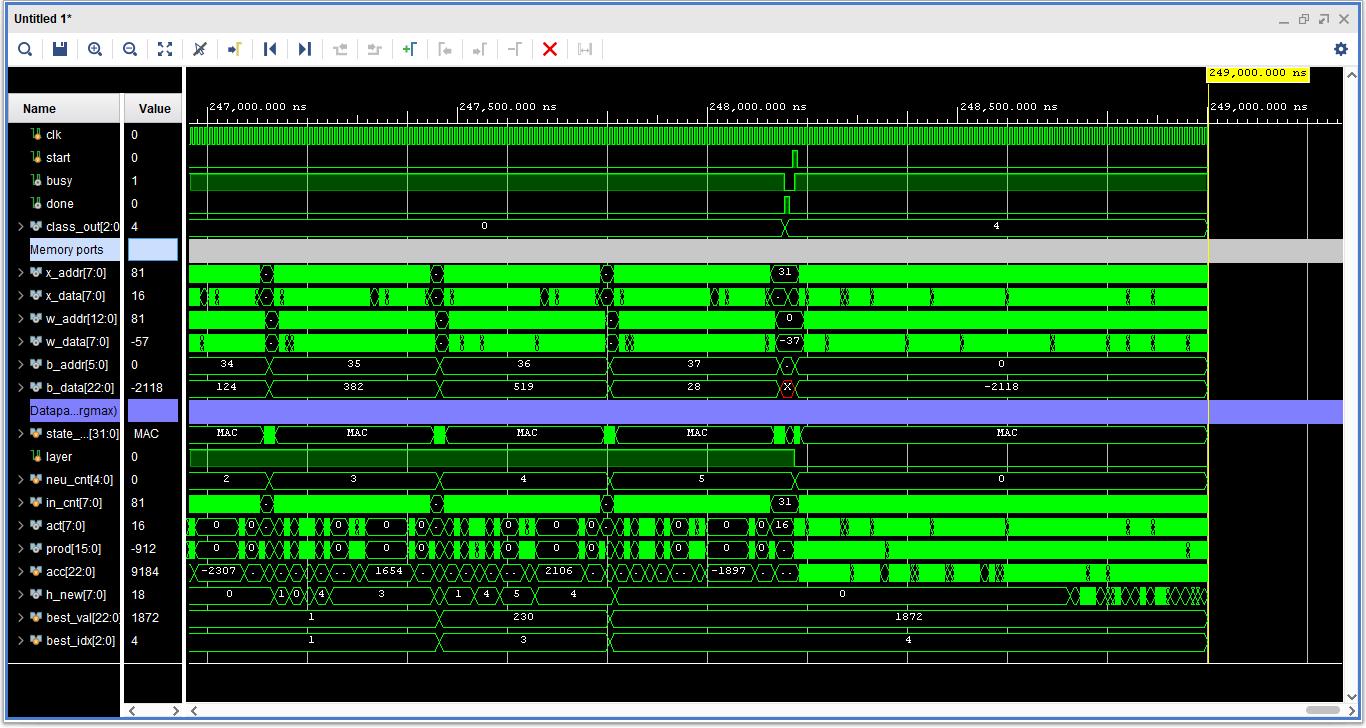 Untitled 1*
249,000.000 ns
Name Value
247,000.000 ns 247,500.000 ns 248,000.000 ns 248,500.000 ns 249,000.000 ns
clk 0
start 0
busy 1
done 0
class_out[2:0 4 0 4
Memory ports
x_addr[7:0] 81 . . . 31
x_data[7:0] 16 . . . .
w_addr[12:0] 81 . . . 0
w_data[7:0] -57 . . . -37
b_addr[5:0] 0 34 35 36 37 . 0
b_data[22:0] -2118 124 382 519 28 X -2118
Datapa...rgmax)
state_...[31:0] MAC MAC MAC MAC MAC MAC
layer 0
neu_cnt[4:0] 0 2 3 4 5 0
in_cnt[7:0] 81 . . . 31
act[7:0] 16 0 0 . 0 0 0 . 0 0 0 . 0 0 0 16
prod[15:0] -912 0 0 . 0 0 0 . 0 0 0 . 0 0 0 .
acc[22:0] 9184 -2307 1654 2106 -1897
h_new[7:0] 18 0 1 0 4 3 1 4 5 4 0
best_val[22:0 1872 1 230 1872
best_idx[2:0] 4 1 3 4